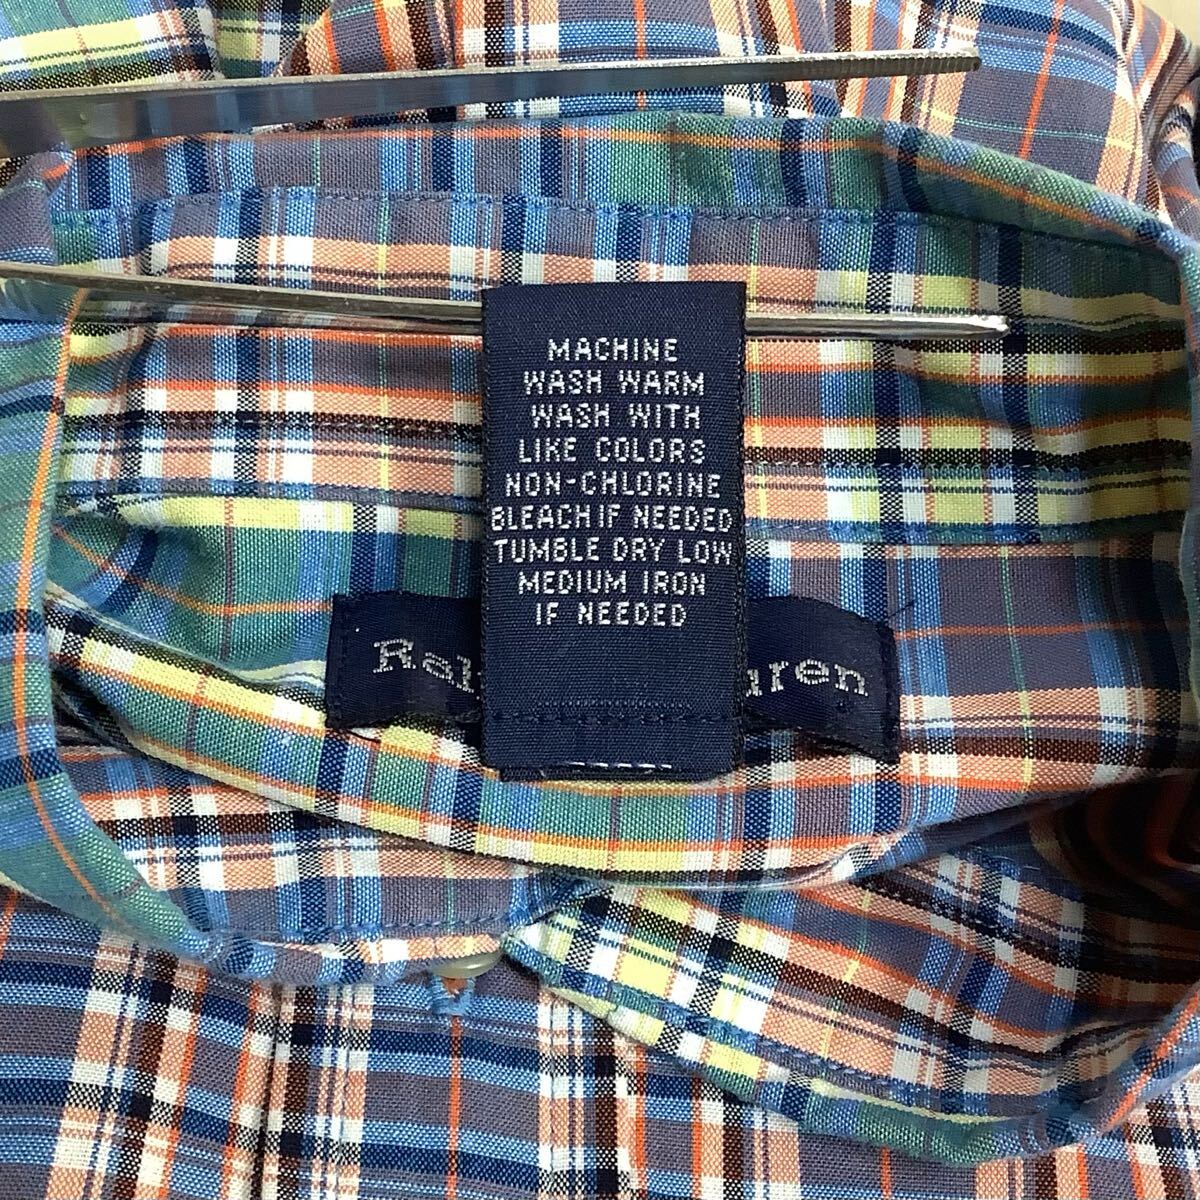 MACHINE
WASH WARM
WASH WITH
LIKE COLORS
NON-CHLORINE
BLEACH IF NEEDED
TUMBLE DRY LOW
MEDIUM IRON
IF NEEDED